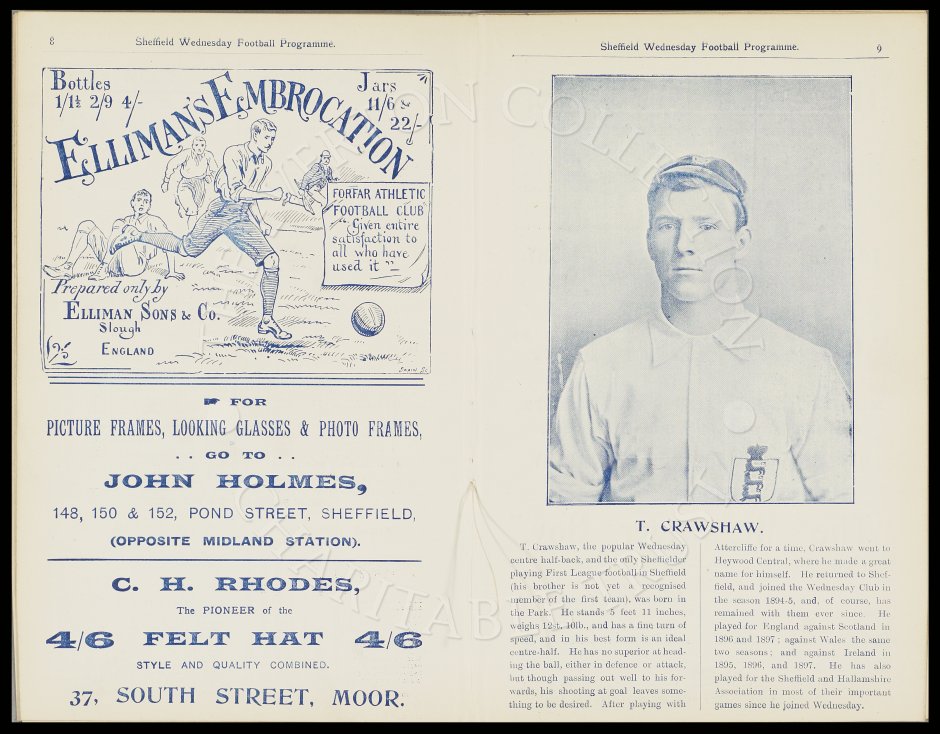 8
Sheffield Wednesday Football Programme.
Bottles
1/1½ 2/9 4/-
Jars
11/6 &
22/-
ELLIMAN'S EMBROCATION
FORFAR ATHLETIC
FOOTBALL CLUB
"Given entire
satisfaction to
all who have
used it"—
Prepared only by
ELLIMAN SONS & Co.
Slough
ENGLAND
FOR
PICTURE FRAMES, LOOKING GLASSES & PHOTO FRAMES,
. . GO TO . .
JOHN HOLMES,
148, 150 & 152, POND STREET, SHEFFIELD,
(OPPOSITE MIDLAND STATION).
C. H. RHODES,
The PIONEER of the
4/6 FELT HAT 4/6
STYLE AND QUALITY COMBINED.
37, SOUTH STREET, MOOR.
Sheffield Wednesday Football Programme.
9
T. CRAWSHAW.
T. Crawshaw, the popular Wednesday
centre half-back, and the only Sheffielder
playing First League football in Sheffield
(his brother is not yet a recognised
member of the first team), was born in
the Park. He stands 5 feet 11 inches,
weighs 12st. 10lb., and has a fine turn of
speed, and in his best form is an ideal
centre-half. He has no superior at head-
ing the ball, either in defence or attack,
but though passing out well to his for-
wards, his shooting at goal leaves some-
thing to be desired. After playing with
Attercliffe for a time, Crawshaw went to
Heywood Central, where he made a great
name for himself. He returned to Shef-
field, and joined the Wednesday Club in
the season 1894-5, and, of course, has
remained with them ever since. He
played for England against Scotland in
1896 and 1897; against Wales the same
two seasons; and against Ireland in
1895, 1896, and 1897. He has also
played for the Sheffield and Hallamshire
Association in most of their important
games since he joined Wednesday.